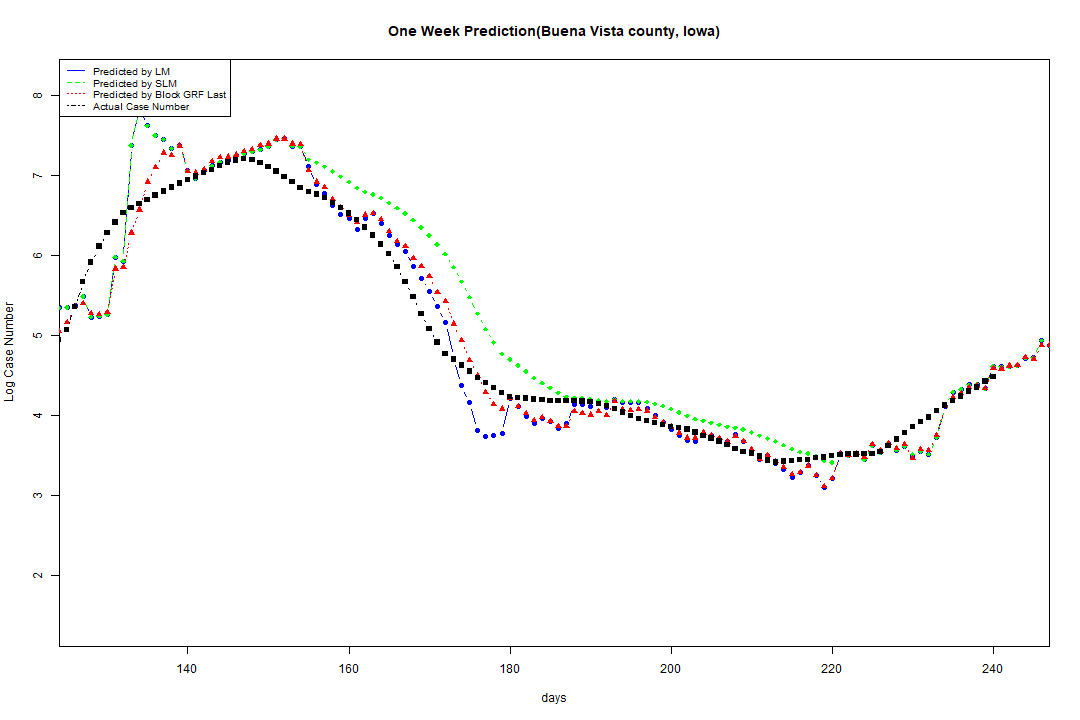 One Week Prediction(Buena Vista county, Iowa)
Predicted by LM
Predicted by SLM
Predicted by Block GRF Last
Actual Case Number
Log Case Number
8
7
6
5
4
3
2
140 160 180 200 220 240
days